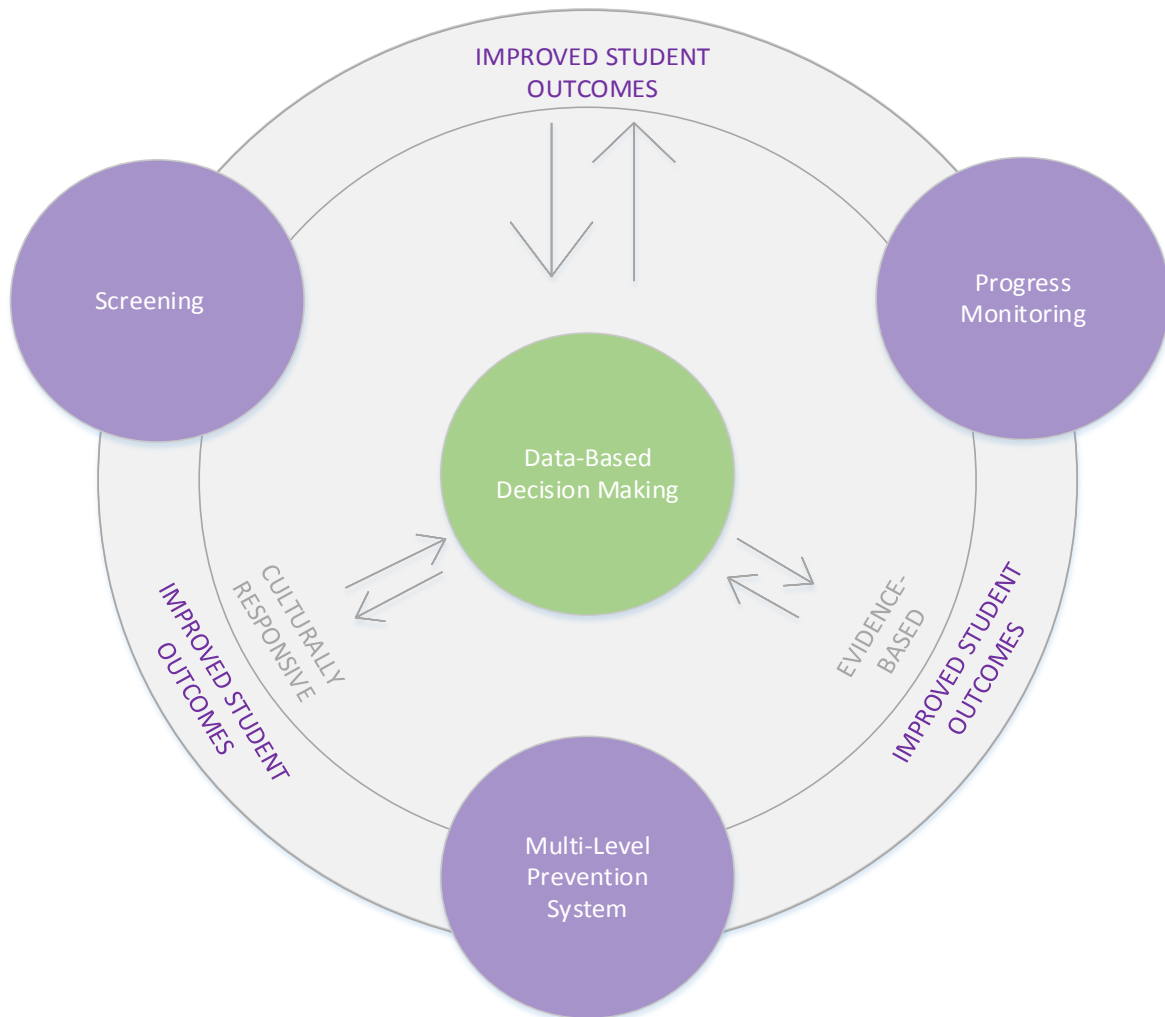 IMPROVED STUDENT
OUTCOMES
Screening
Progress
Monitoring
Data-Based
Decision Making
CULTURALLY
RESPONSIVE
EVIDENCE-
BASED
IMPROVED STUDENT
OUTCOMES
IMPROVED STUDENT
OUTCOMES
Multi-Level
Prevention
System